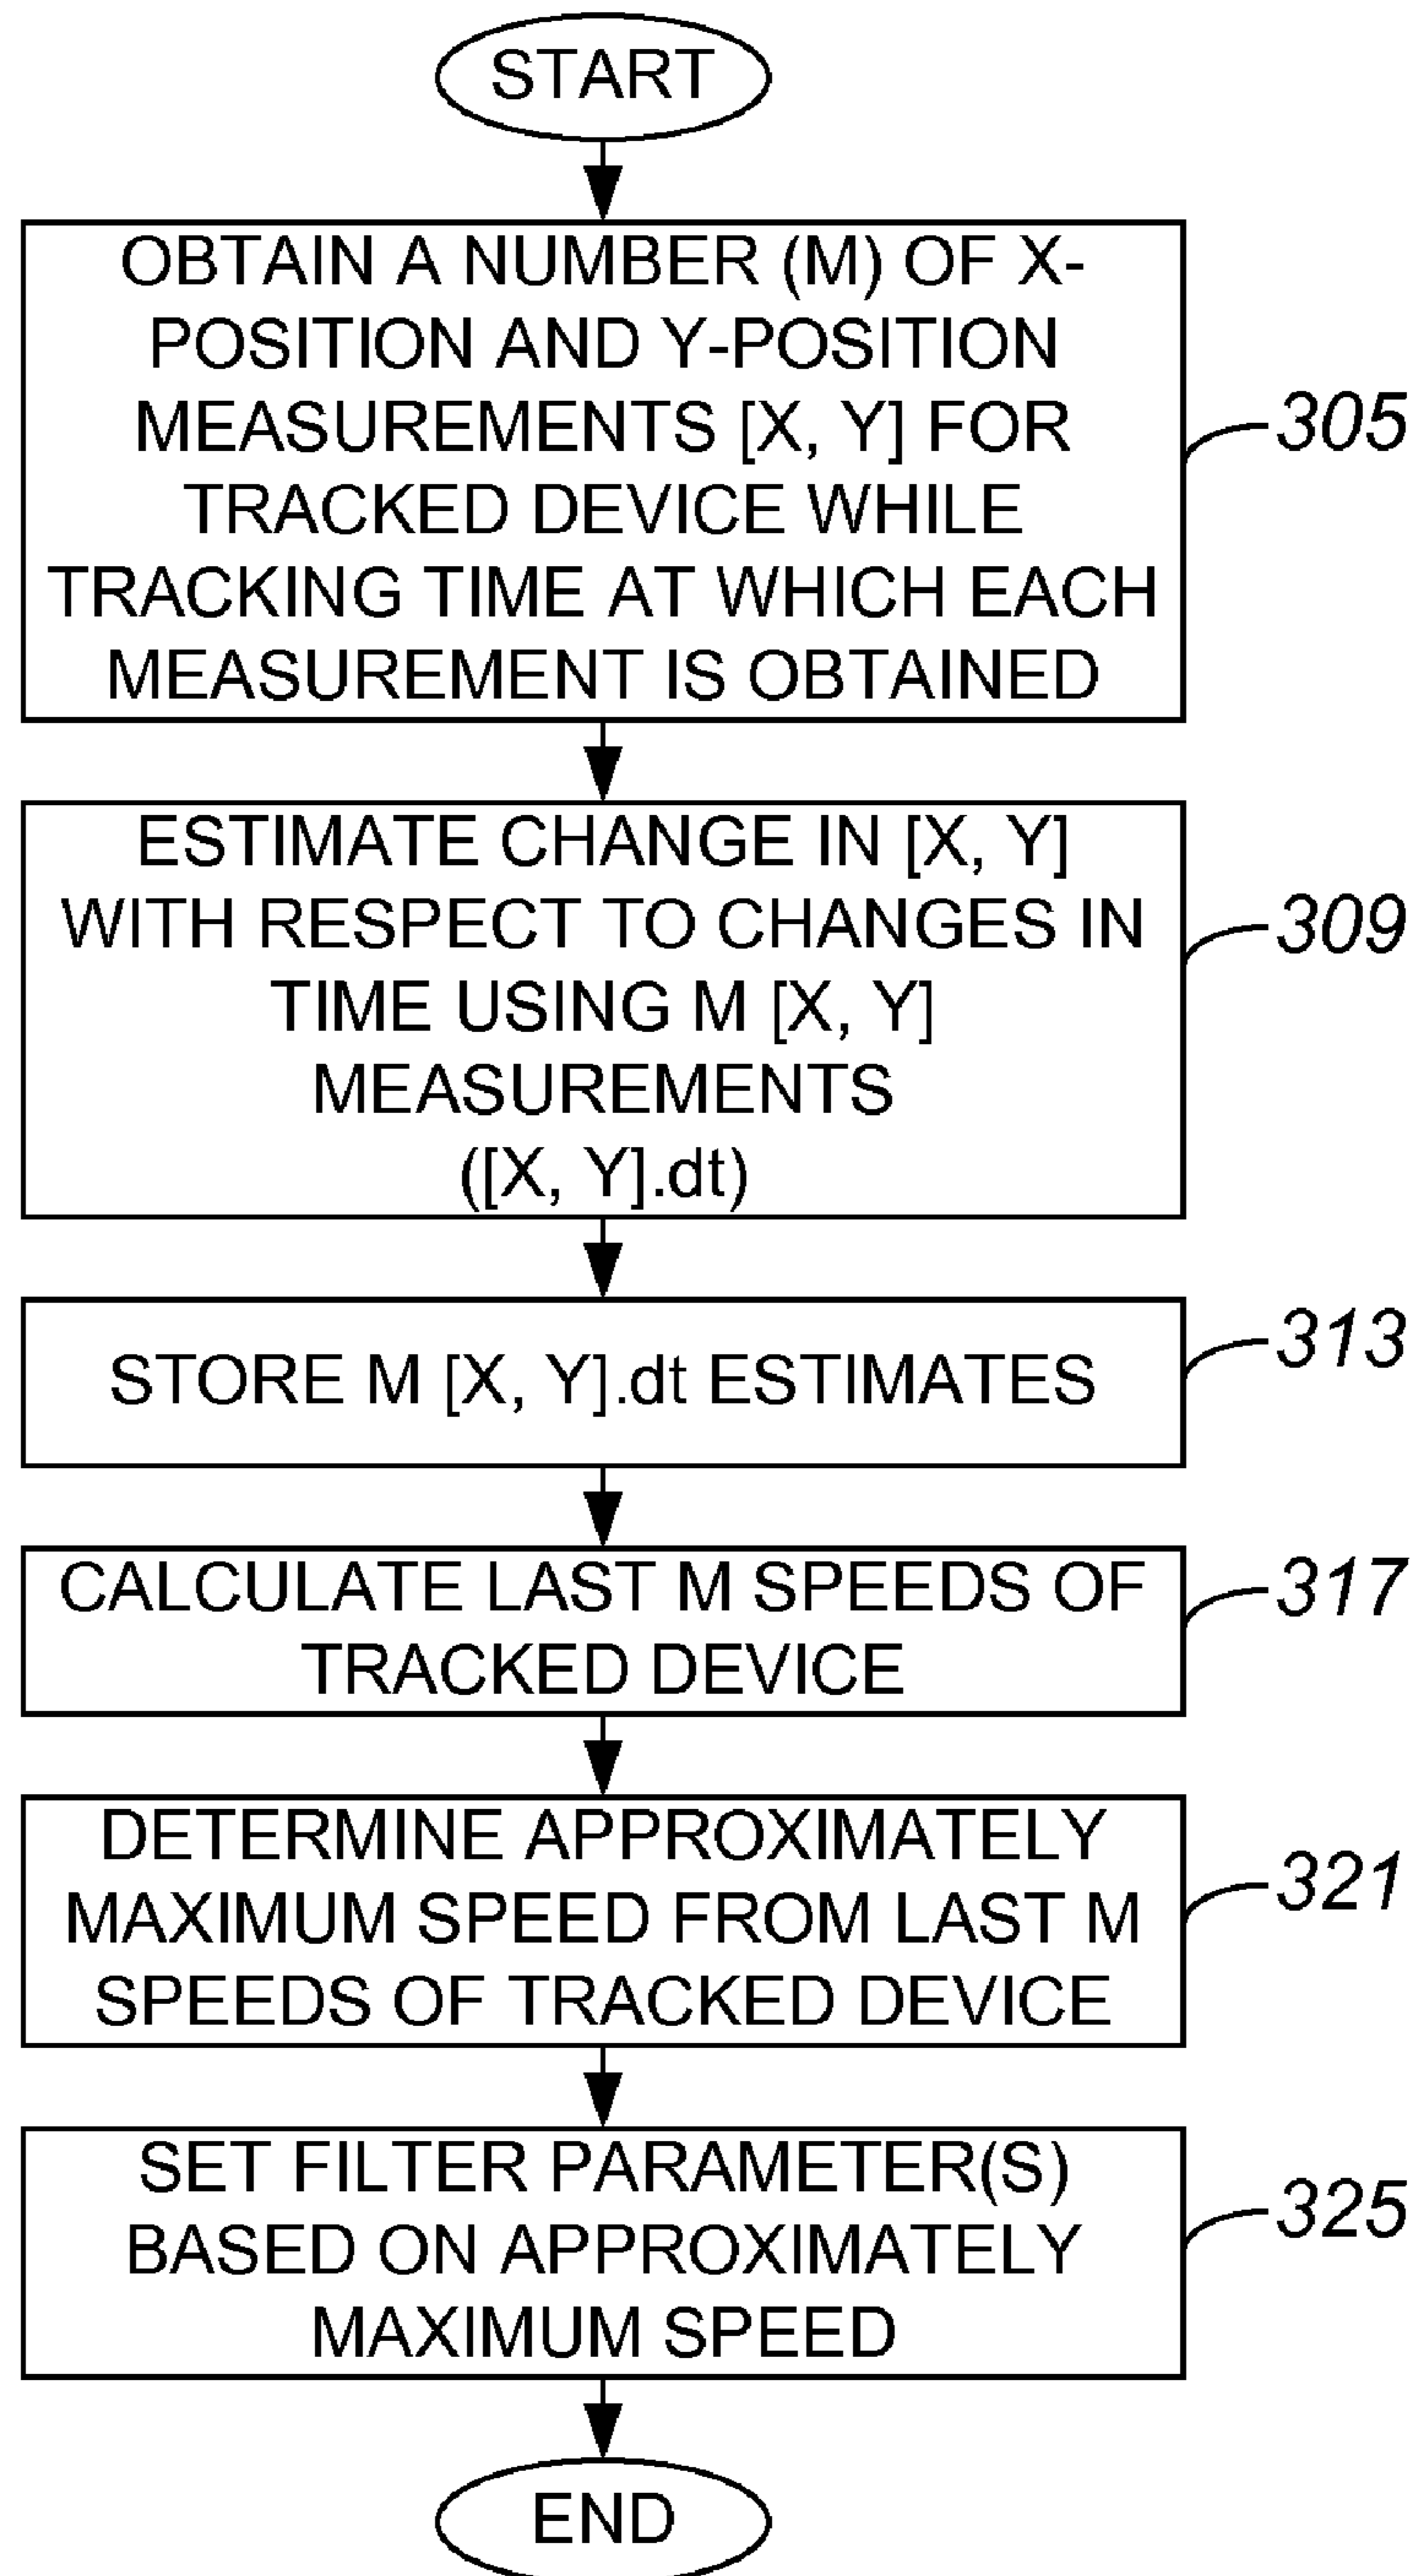 START
OBTAIN A NUMBER (M) OF X-
POSITION AND Y-POSITION
MEASUREMENTS [X, Y] FOR
TRACKED DEVICE WHILE
TRACKING TIME AT WHICH EACH
MEASUREMENT IS OBTAINED
305
ESTIMATE CHANGE IN [X, Y]
WITH RESPECT TO CHANGES IN
TIME USING M [X, Y]
MEASUREMENTS
([X, Y].dt)
309
STORE M [X, Y].dt ESTIMATES
313
CALCULATE LAST M SPEEDS OF
TRACKED DEVICE
317
DETERMINE APPROXIMATELY
MAXIMUM SPEED FROM LAST M
SPEEDS OF TRACKED DEVICE
321
SET FILTER PARAMETER(S)
BASED ON APPROXIMATELY
MAXIMUM SPEED
325
END